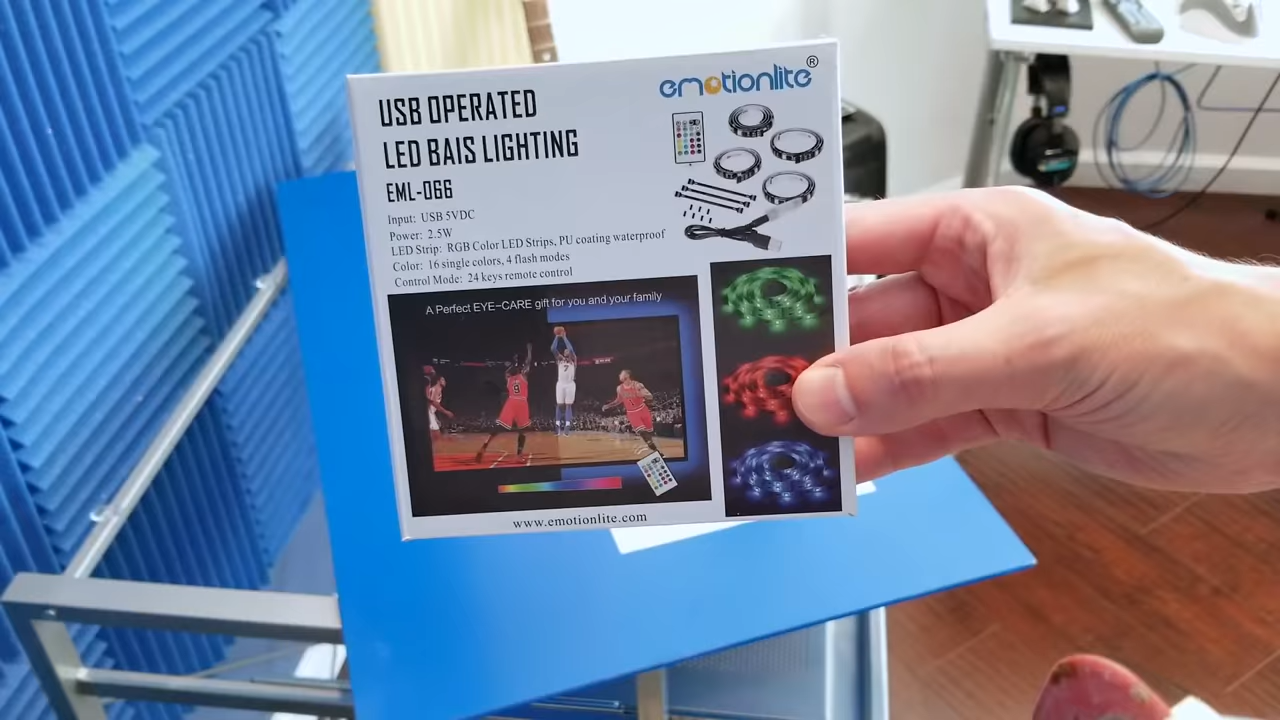 emotionlite®
USB OPERATED
LED BAIS LIGHTING
EML-066
Input: USB 5VDC
Power: 2.5W
LED Strip: RGB Color LED Strips, PU coating waterproof
Color: 16 single colors, 4 flash modes
Control Mode: 24 keys remote control
A Perfect EYE-CARE gift for you and your family
www.emotionlite.com